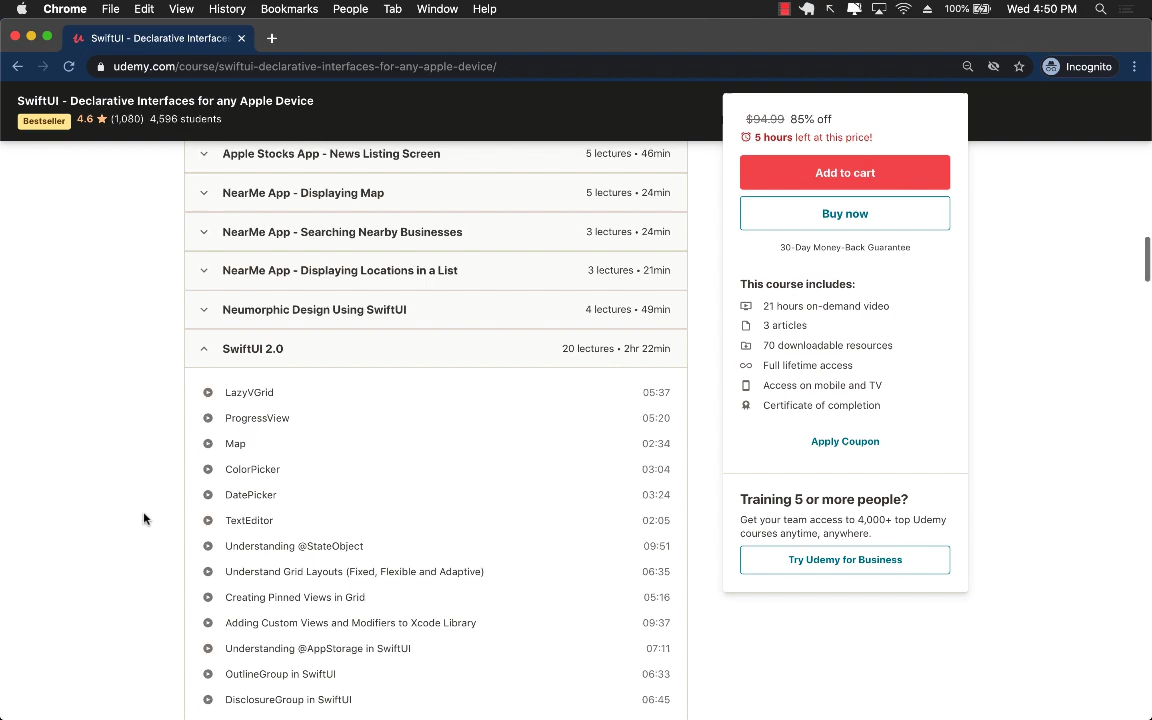 Chrome File Edit View History Bookmarks People Tab Window Help 100% Wed 4:50 PM
SwiftUI - Declarative Interfaces
udemy.com/course/swiftui-declarative-interfaces-for-any-apple-device/ Incognito
SwiftUI - Declarative Interfaces for any Apple Device
Bestseller 4.6 (1,080) 4,596 students
Apple Stocks App - News Listing Screen 5 lectures • 46min
NearMe App - Displaying Map 5 lectures • 24min
NearMe App - Searching Nearby Businesses 3 lectures • 24min
NearMe App - Displaying Locations in a List 3 lectures • 21min
Neumorphic Design Using SwiftUI 4 lectures • 49min
SwiftUI 2.0 20 lectures • 2hr 22min
LazyVGrid 05:37
ProgressView 05:20
Map 02:34
ColorPicker 03:04
DatePicker 03:24
TextEditor 02:05
Understanding @StateObject 09:51
Understand Grid Layouts (Fixed, Flexible and Adaptive) 06:35
Creating Pinned Views in Grid 05:16
Adding Custom Views and Modifiers to Xcode Library 09:37
Understanding @AppStorage in SwiftUI 07:11
OutlineGroup in SwiftUI 06:33
DisclosureGroup in SwiftUI 06:45
$94.99 85% off
5 hours left at this price!
Add to cart
Buy now
30-Day Money-Back Guarantee
This course includes:
21 hours on-demand video
3 articles
70 downloadable resources
Full lifetime access
Access on mobile and TV
Certificate of completion
Apply Coupon
Training 5 or more people?
Get your team access to 4,000+ top Udemy
courses anytime, anywhere.
Try Udemy for Business